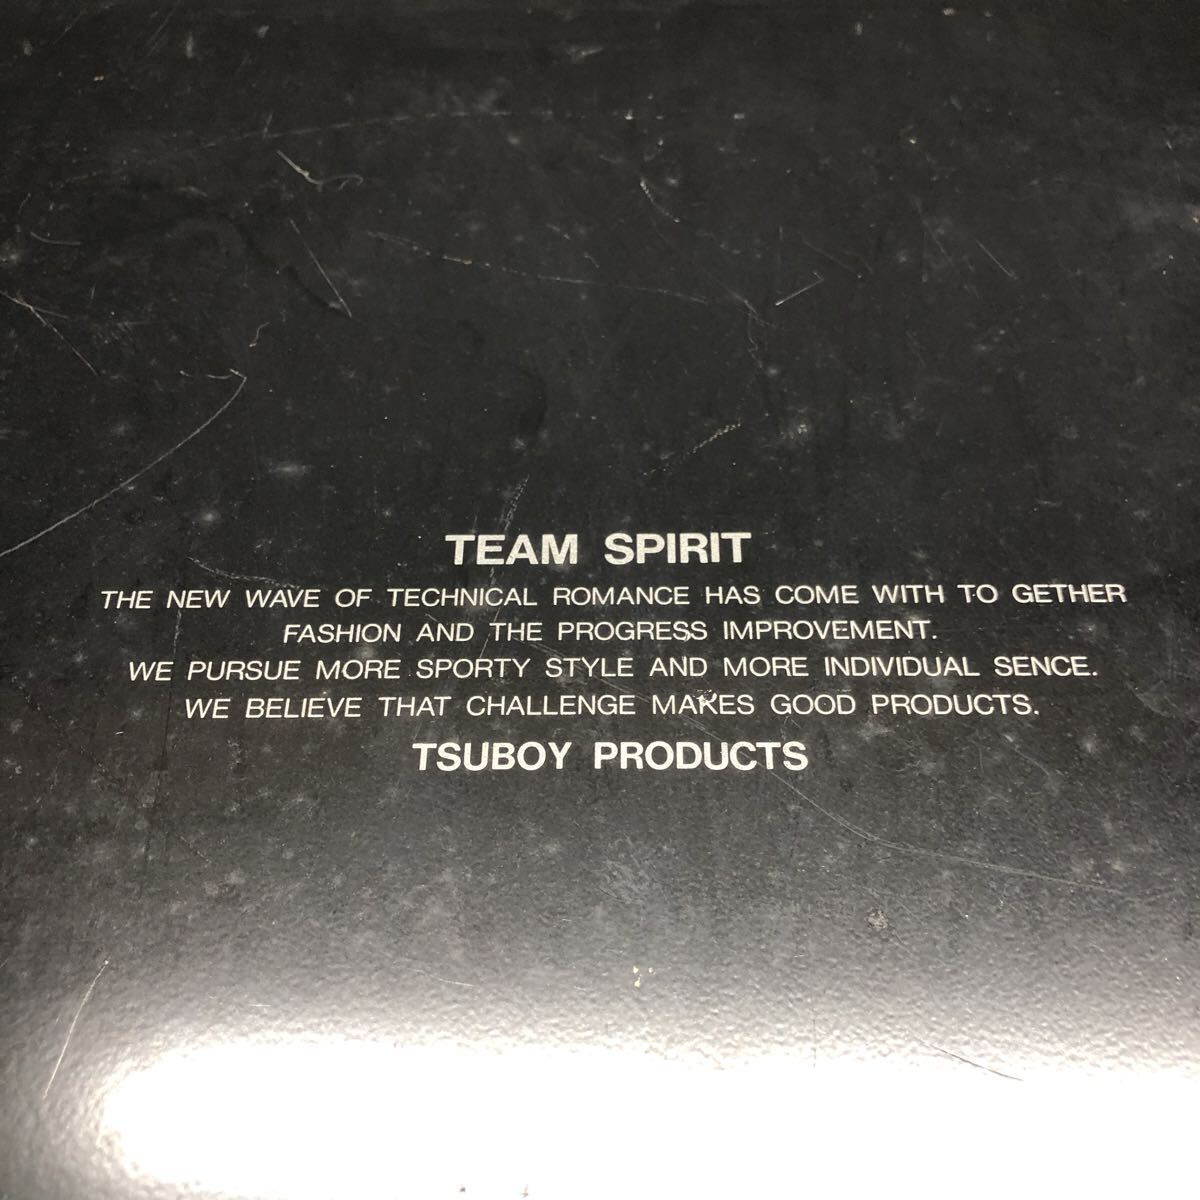 TEAM SPIRIT
THE NEW WAVE OF TECHNICAL ROMANCE HAS COME WITH TO GETHER
FASHION AND THE PROGRESS IMPROVEMENT.
WE PURSUE MORE SPORTY STYLE AND MORE INDIVIDUAL SENCE.
WE BELIEVE THAT CHALLENGE MAKES GOOD PRODUCTS.
TSUBOY PRODUCTS